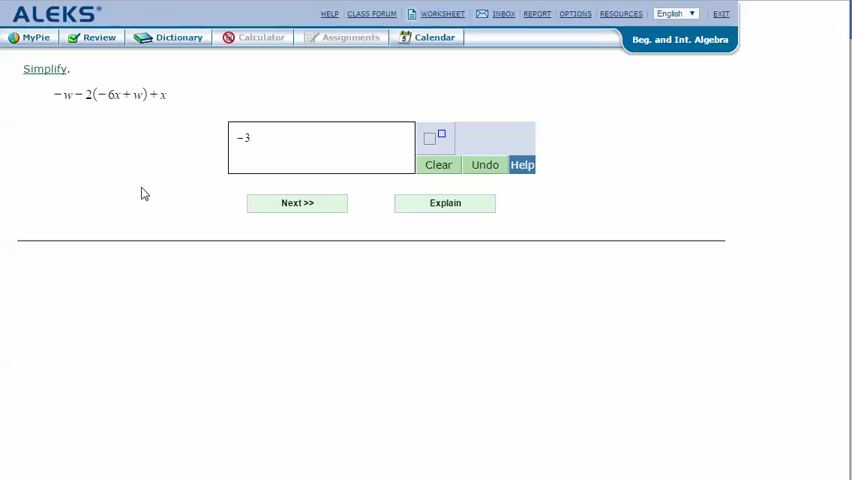 ALEKS®
HELP CLASS FORUM WORKSHEET INBOX REPORT OPTIONS RESOURCES English EXIT
MyPie Review Dictionary Calculator Assignments Calendar Beg. and Int. Algebra
Simplify.
−w−2(−6x+w)+x
−3
Clear Undo Help
Next >> Explain